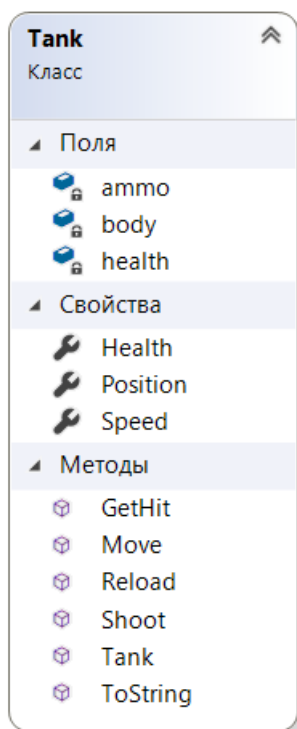 Tank
Класс
Поля
ammo
body
health
Свойства
Health
Position
Speed
Методы
GetHit
Move
Reload
Shoot
Tank
ToString